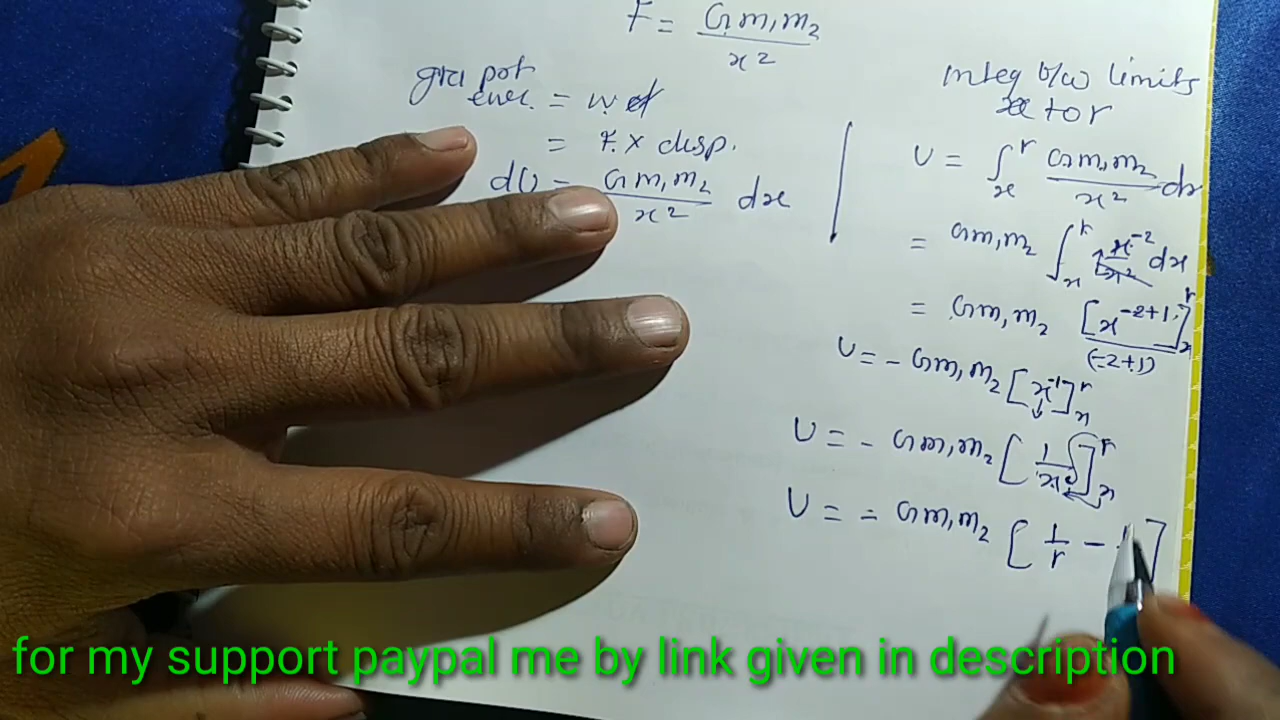 F = Gm₁m₂/x²
gra pot
ener. = W.d
= F. x disp.
dU = Gm₁m₂/x² dx
integ b/w limits
x to r
U = ∫ₓʳ Gm₁m₂/x² dx
= Gm₁m₂ ∫ₓʳ x⁻² dx
= Gm₁m₂ [x⁻²⁺¹]ₓʳ/(-2+1)
U = - Gm₁m₂ [x⁻¹]ₓʳ
U = - Gm₁m₂ [1/x]ₓʳ
U = - Gm₁m₂ [1/r - 1 ]
for my support paypal me by link given in description